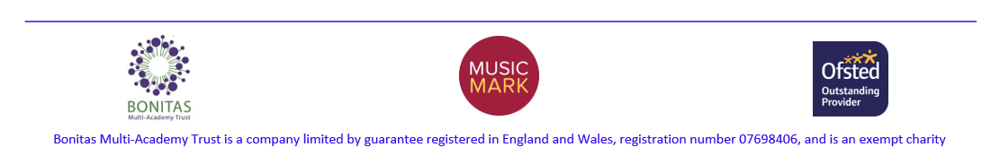 BONITAS
Multi-Academy Trust
MUSIC
MARK
Ofsted
Outstanding
Provider
Bonitas Multi-Academy Trust is a company limited by guarantee registered in England and Wales, registration number 07698406, and is an exempt charity